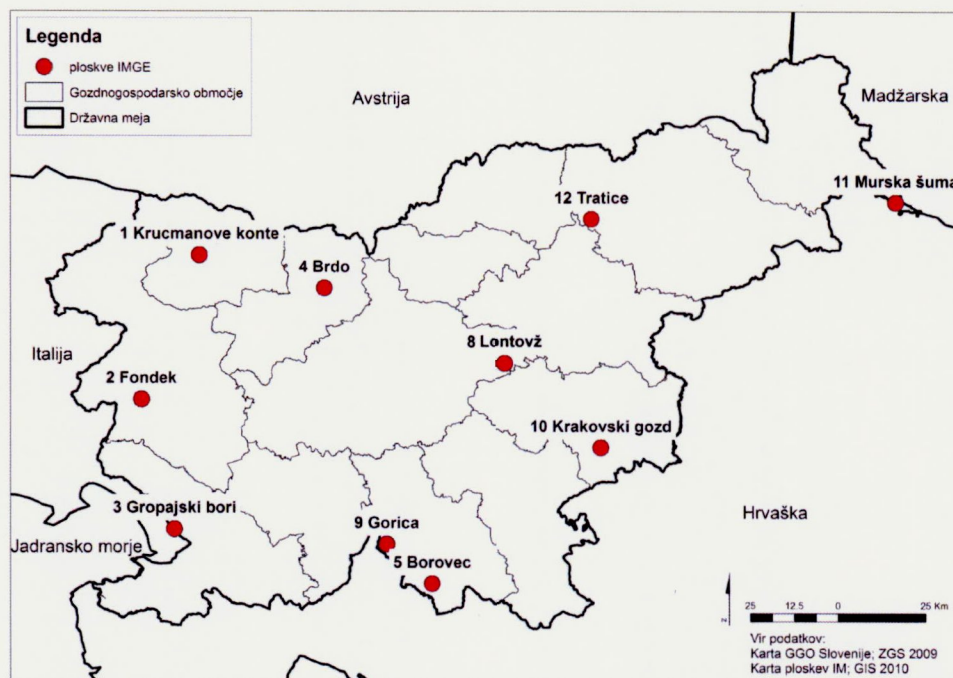 Legenda
ploskve IMGE
Gozdnogospodarsko območje
Državna meja
Avstrija
Madžarska
11 Murska šuma
12 Tratice
1 Krucmanove konte
4 Brdo
8 Lontovž
Italija
2 Fondek
10 Krakovski gozd
3 Gropajski bori
9 Gorica
Hrvaška
Jadransko morje
5 Borovec
25 12.5 0 25 Km
N
Vir podatkov:
Karta GGO Slovenije; ZGS 2009
Karta ploskev IM; GIS 2010